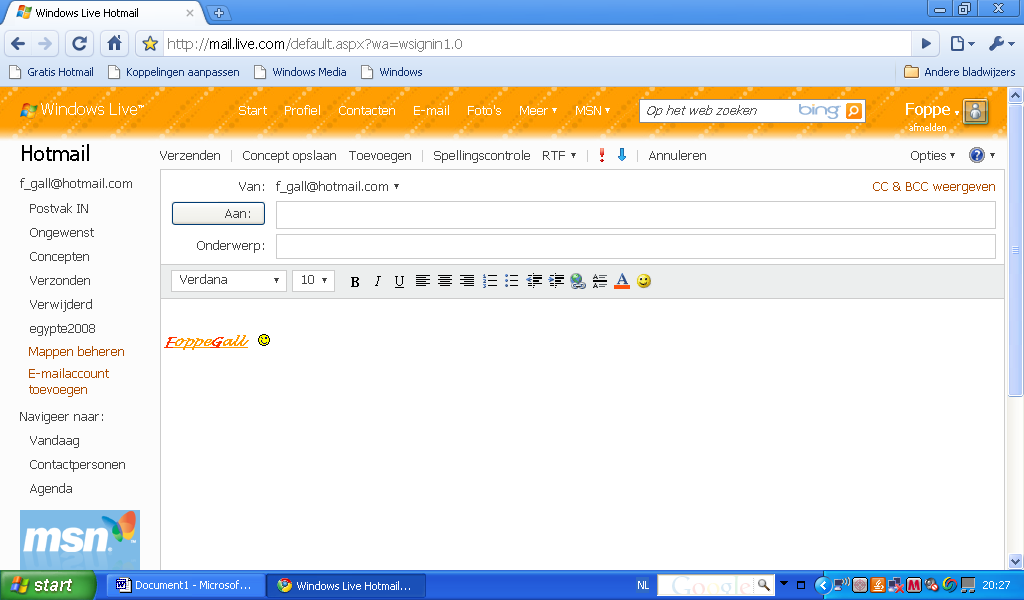 Windows Live Hotmail
http://mail.live.com/default.aspx?wa=wsignin1.0
Gratis Hotmail Koppelingen aanpassen Windows Media Windows Andere bladwijzers
Windows Live™ Start Profiel Contacten E-mail Foto's Meer MSN Op het web zoeken bing Foppe
afmelden
Hotmail Verzenden Concept opslaan Toevoegen Spellingscontrole RTF Annuleren Opties
f_gall@hotmail.com
Van: f_gall@hotmail.com CC & BCC weergeven
Aan:
Onderwerp:
Verdana 10 B I U A
FoppeGall
Postvak IN
Ongewenst
Concepten
Verzonden
Verwijderd
egypte2008
Mappen beheren
E-mailaccount
toevoegen
Navigeer naar:
Vandaag
Contactpersonen
Agenda
msn
start Document1 - Microsof... Windows Live Hotmail... NL Google 20:27